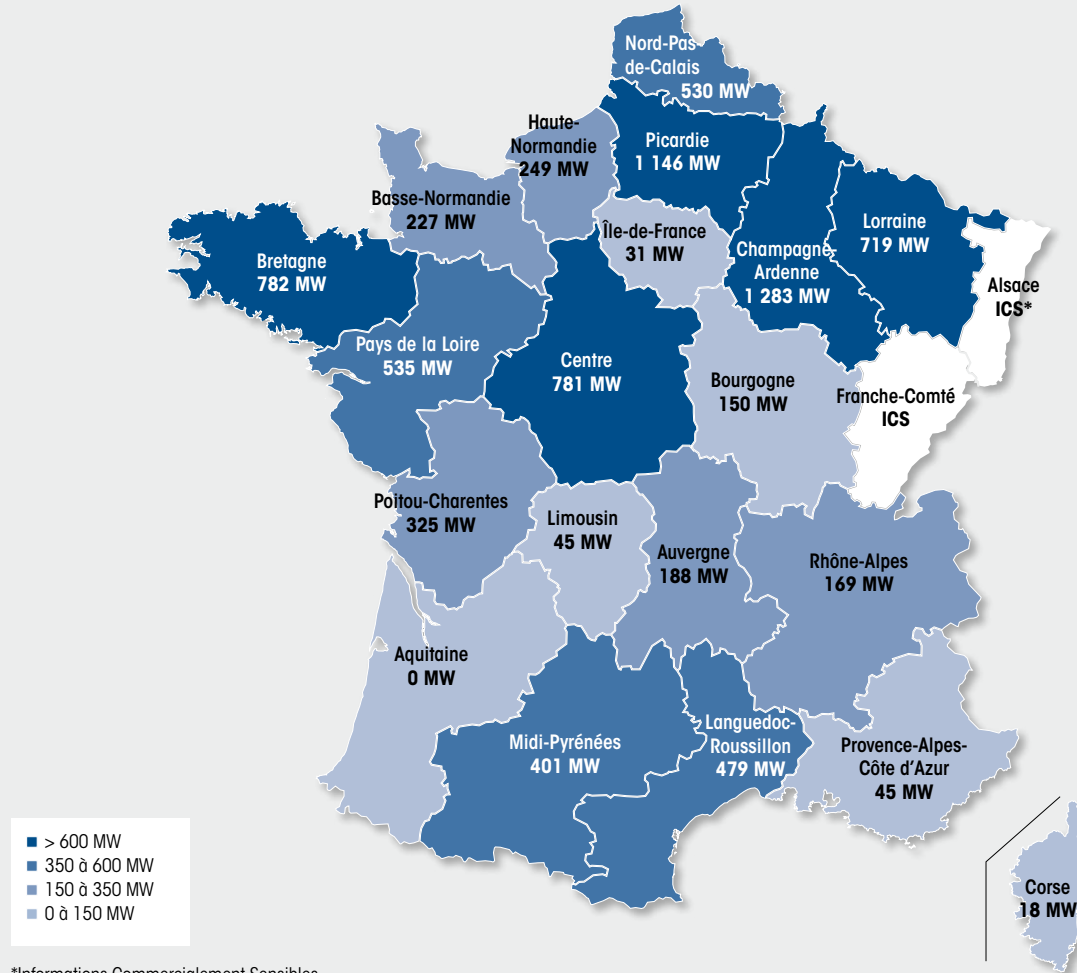 Nord-Pas-
de-Calais
530 MW
Haute-
Normandie
249 MW
Picardie
1 146 MW
Basse-Normandie
227 MW
Île-de-France
31 MW
Champagne-
Ardenne
1 283 MW
Lorraine
719 MW
Alsace
ICS*
Bretagne
782 MW
Pays de la Loire
535 MW
Centre
781 MW
Bourgogne
150 MW
Franche-Comté
ICS
Poitou-Charentes
325 MW
Limousin
45 MW
Auvergne
188 MW
Rhône-Alpes
169 MW
Aquitaine
0 MW
Midi-Pyrénées
401 MW
Languedoc-
Roussillon
479 MW
Provence-Alpes-
Côte d'Azur
45 MW
Corse
18 MW
> 600 MW
350 à 600 MW
150 à 350 MW
0 à 150 MW
*Informations Commercialement Sensibles